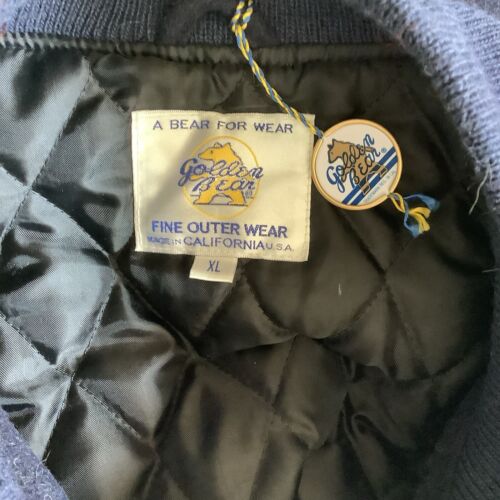 A BEAR FOR WEAR
Golden
Bear
®
FINE OUTER WEAR
MADE IN CALIFORNIA U.S.A.
XL
Golden
Bear
®